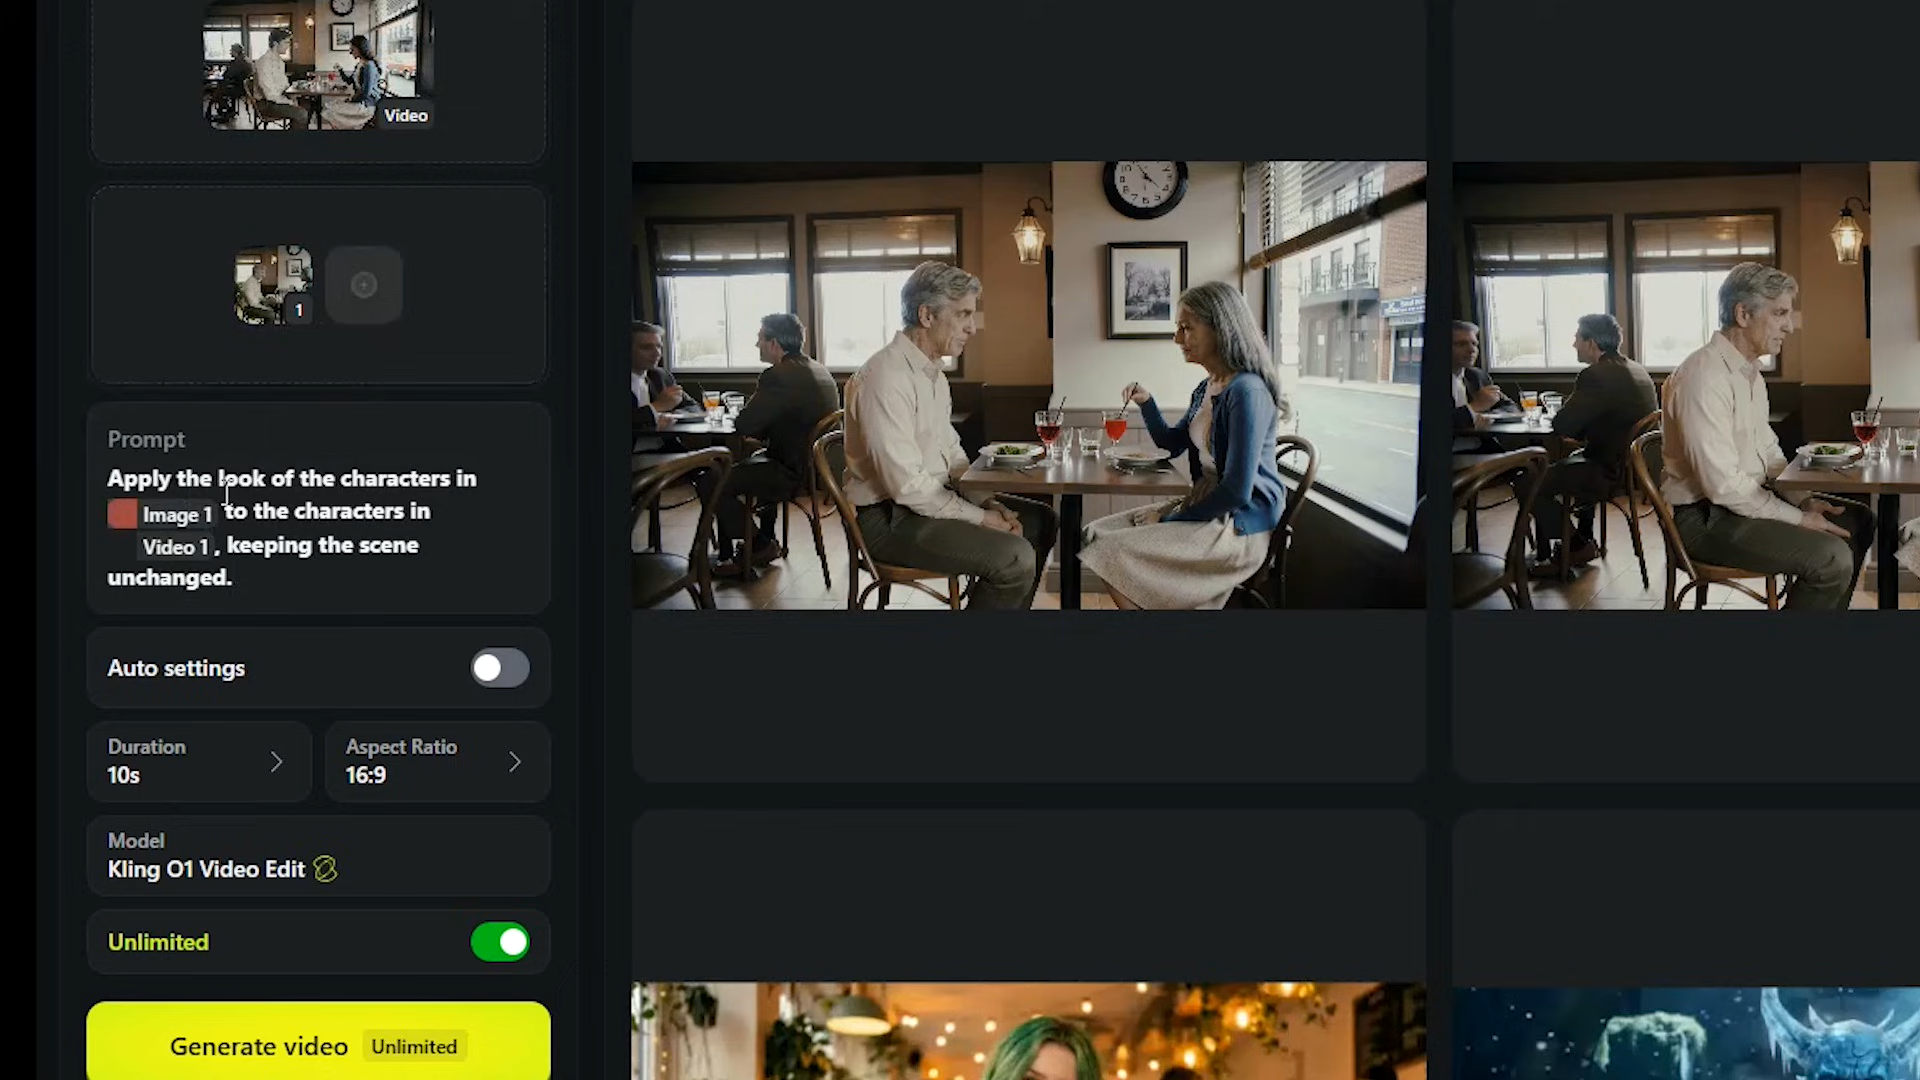 Video
1
Prompt
Apply the look of the characters in
Image 1 to the characters in
Video 1, keeping the scene
unchanged.
Auto settings
Duration
10s
Aspect Ratio
16:9
Model
Kling O1 Video Edit
Unlimited
Generate video Unlimited